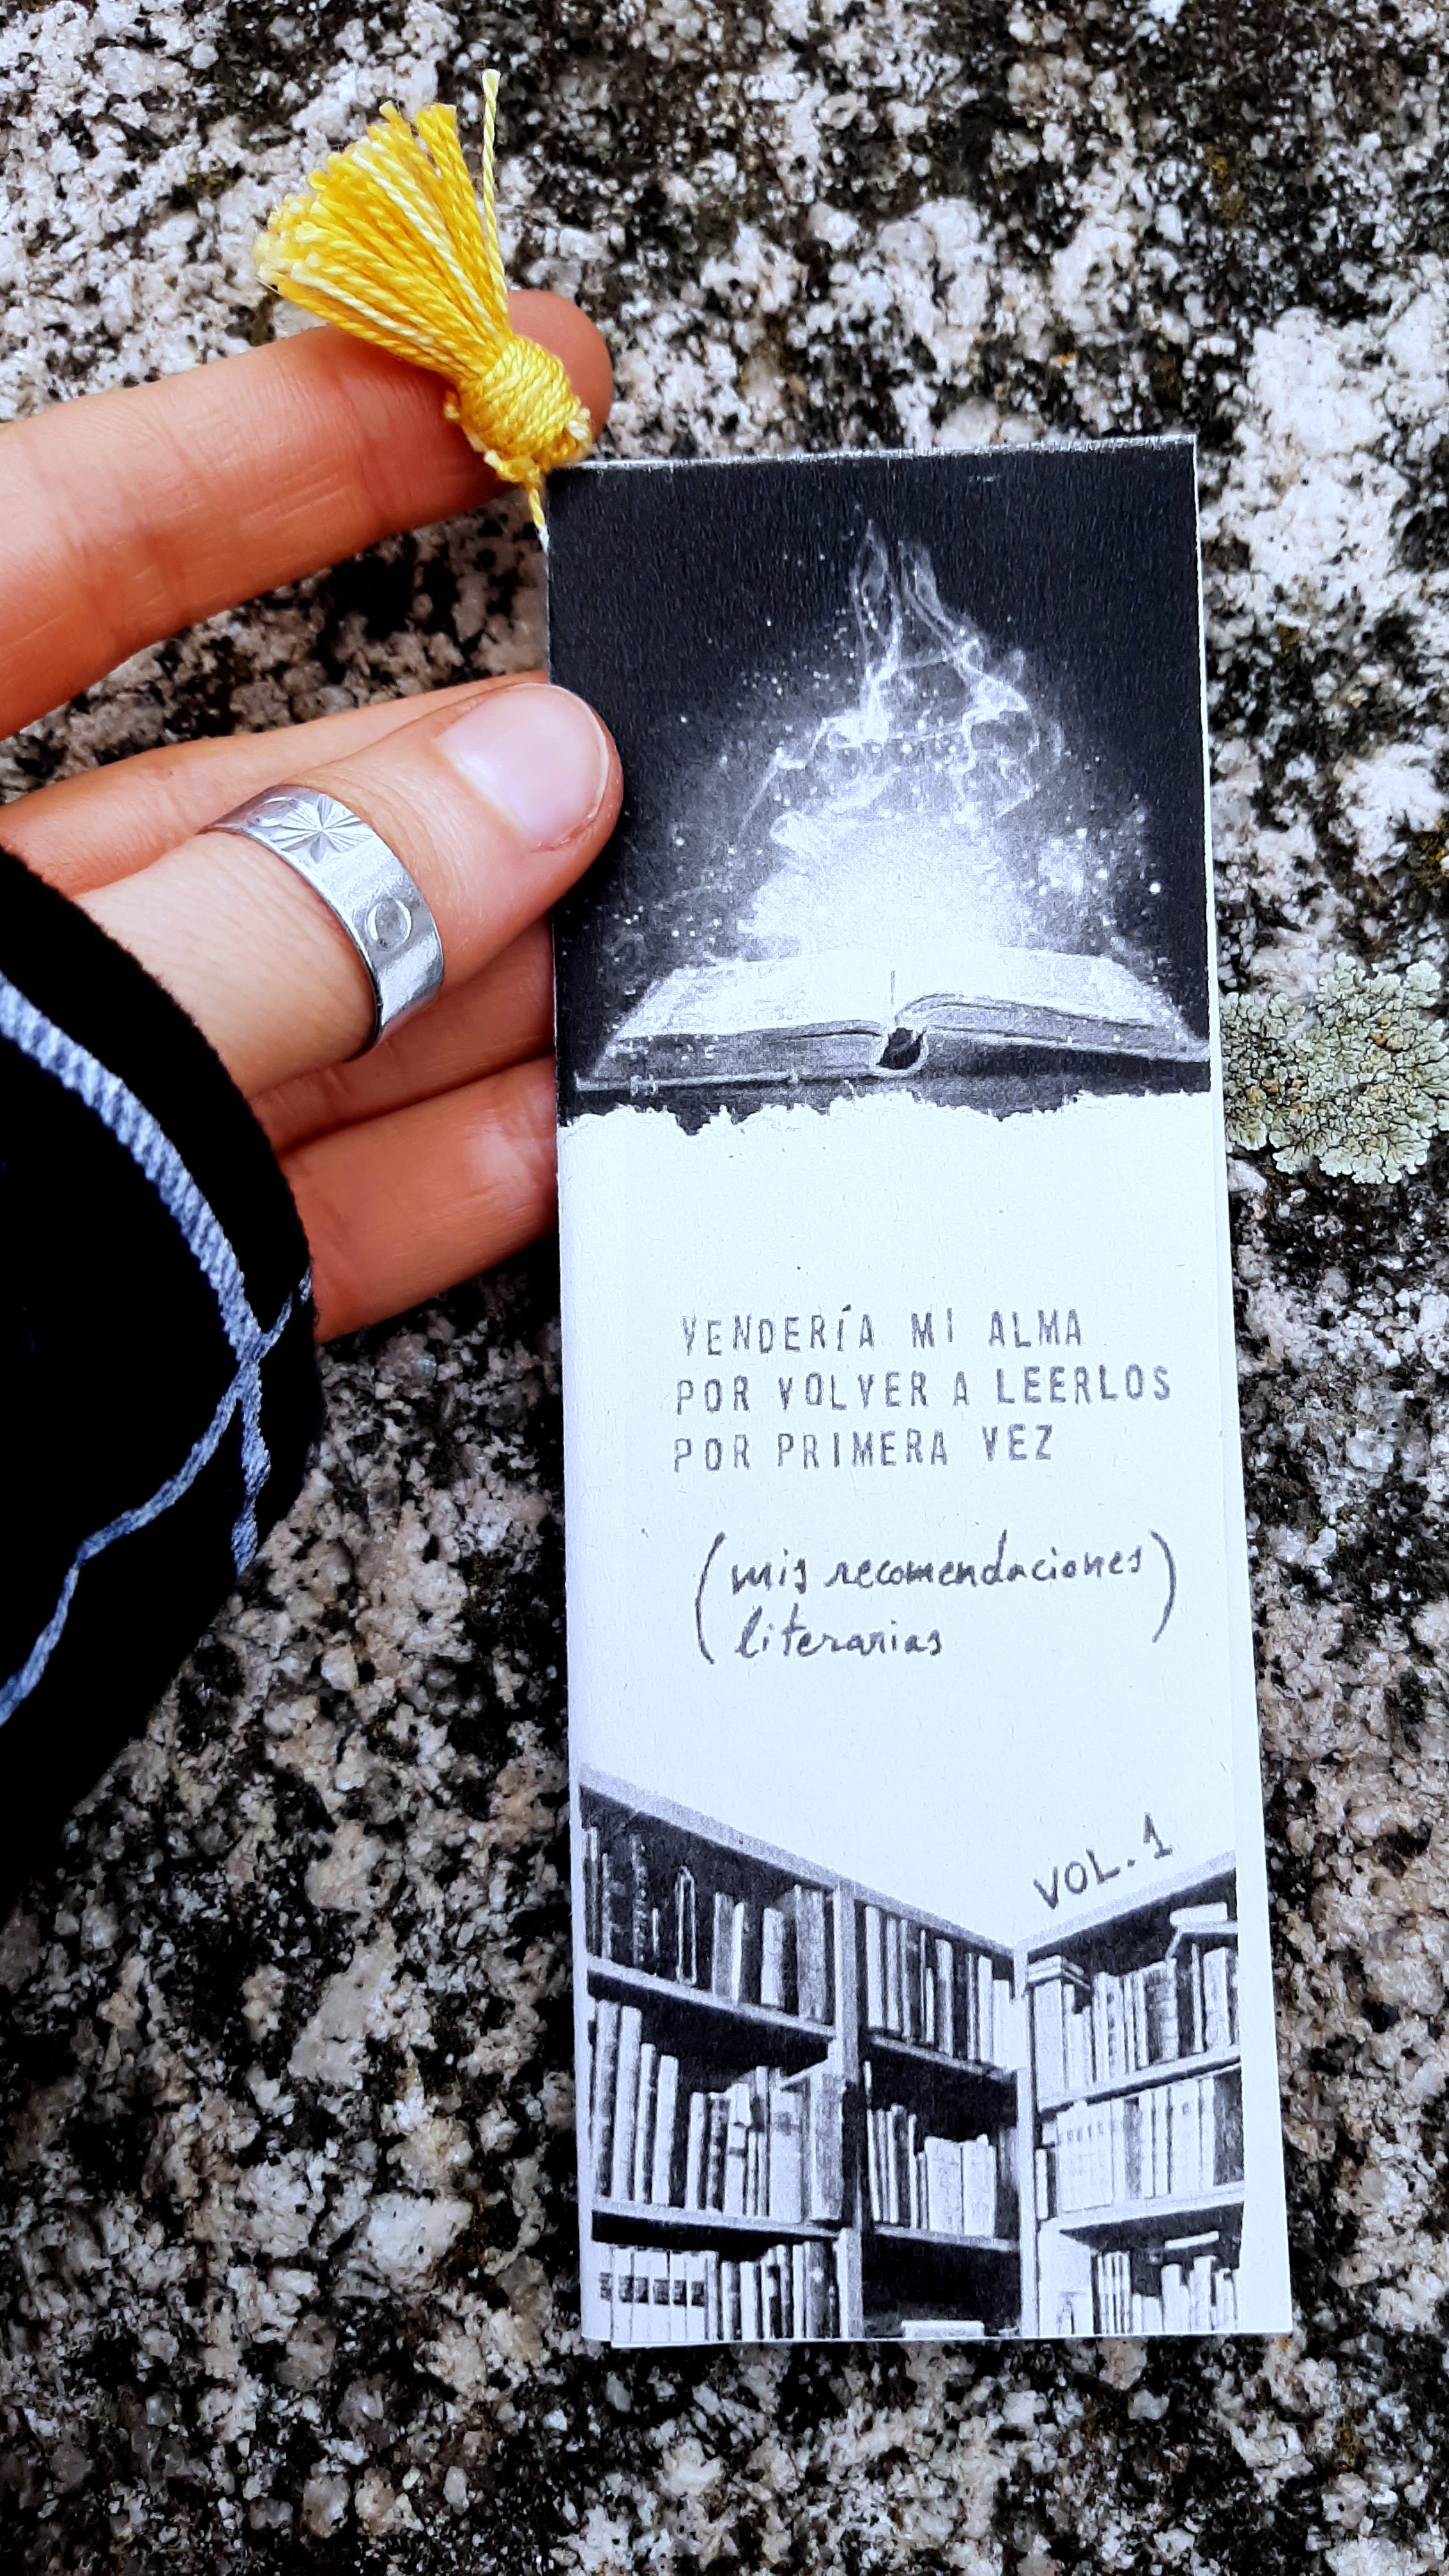 VENDERÍA MI ALMA
POR VOLVER A LEERLOS
POR PRIMERA VEZ
(mis recomendaciones
literarias)
VOL. 1